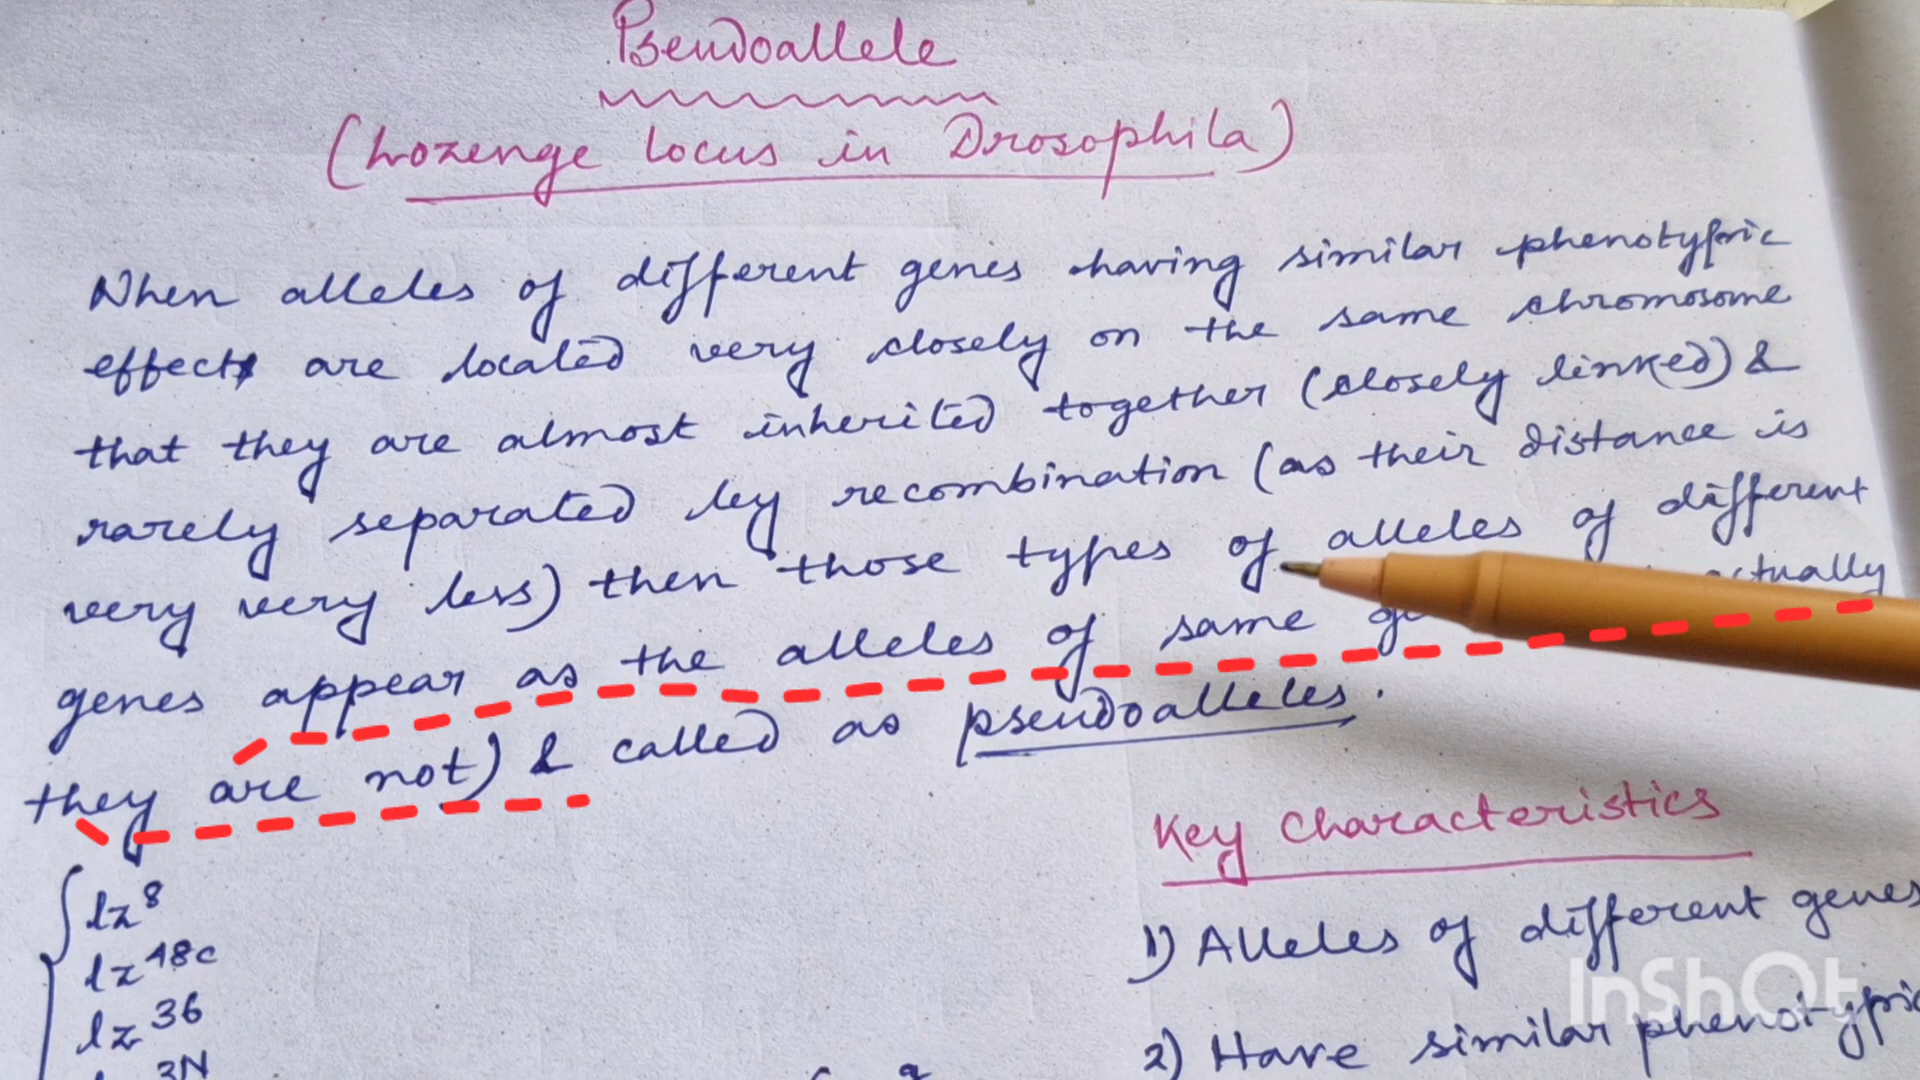 Pseudoallele
(Lozenge locus in Drosophila)
When alleles of different genes having similar phenotypic
effects are located very closely on the same chromosome
that they are almost inherited together (closely linked) &
rarely separated by recombination (as their distance is
very very less) then those types of alleles of different
genes appear as the alleles of same actually
they are not) & called as pseudoalleles.
lz8
lz48c
lz36
3N
Key Characteristics
1) Alleles of different genes
2) Have similar phenotypic
InShOt